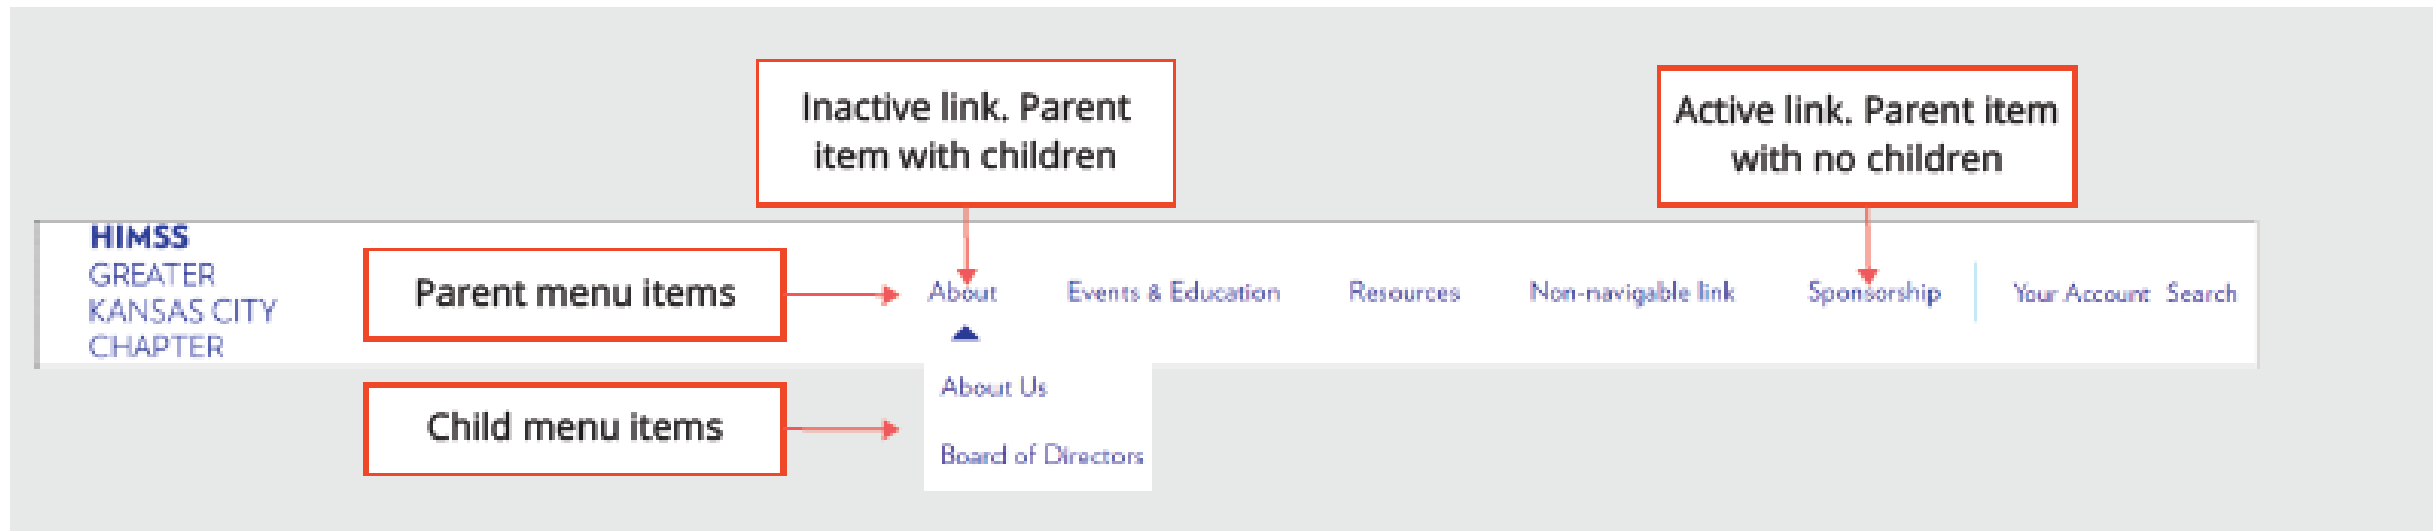 Inactive link. Parent
item with children
Active link. Parent item
with no children
HIMSS
GREATER
KANSAS CITY
CHAPTER
Parent menu items
About
Events & Education
Resources
Non-navigable link
Sponsorship
Your Account
Search
Child menu items
About Us
Board of Directors